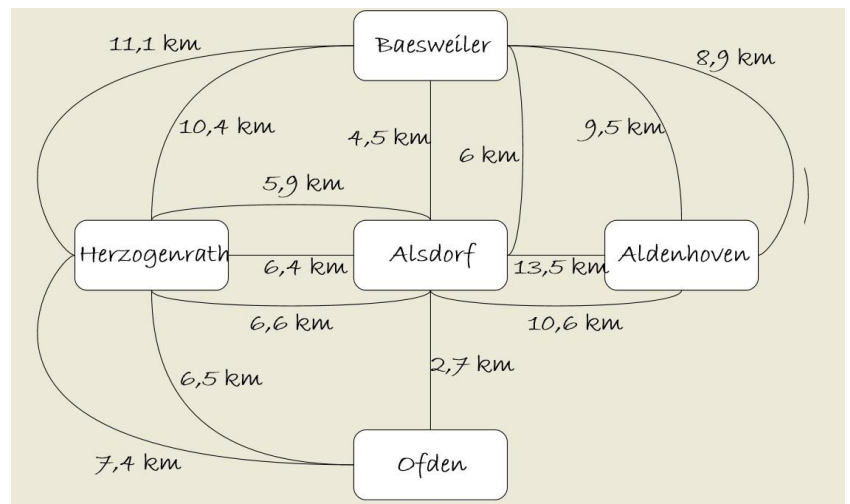 Baesweiler
11,1 km
8,9 km
10,4 km
4,5 km
6 km
9,5 km
5,9 km
Herzogenrath
Alsdorf
Aldenhoven
6,4 km
13,5 km
6,6 km
10,6 km
2,7 km
6,5 km
7,4 km
Ofden